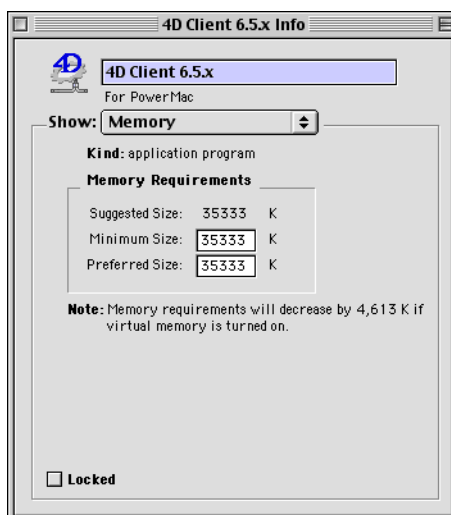 4D Client 6.5.x Info
4D
4D Client 6.5.x
For PowerMac
Show: Memory
Kind: application program
Memory Requirements
Suggested Size: 35333 K
Minimum Size: 35333 K
Preferred Size: 35333 K
Note: Memory requirements will decrease by 4,613 K if
virtual memory is turned on.
Locked